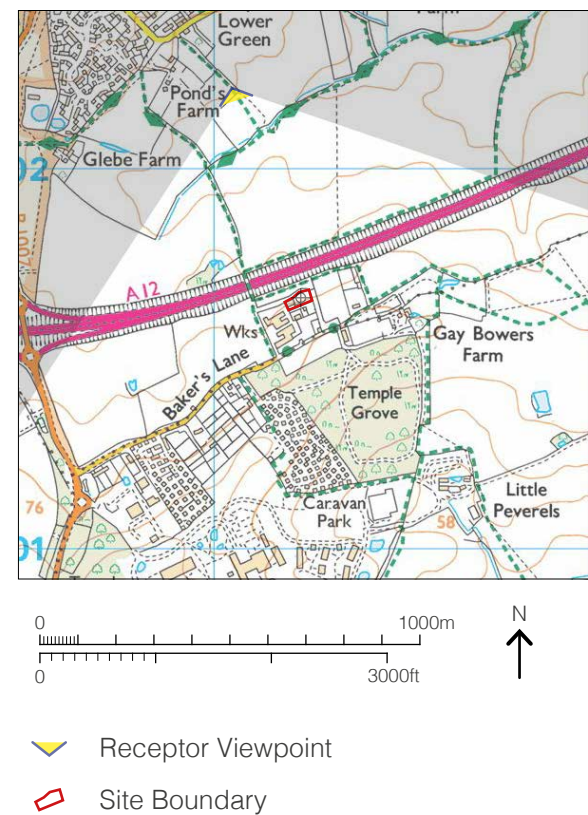 Lower
Green
Farm
Pond's
Farm
Glebe Farm
02
A12
Wks
Baker's Lane
Gay Bowers
Farm
Temple
Grove
Caravan
Park
Little
Peverels
76
58
01
0
1000m
0
3000ft
N
Receptor Viewpoint
Site Boundary